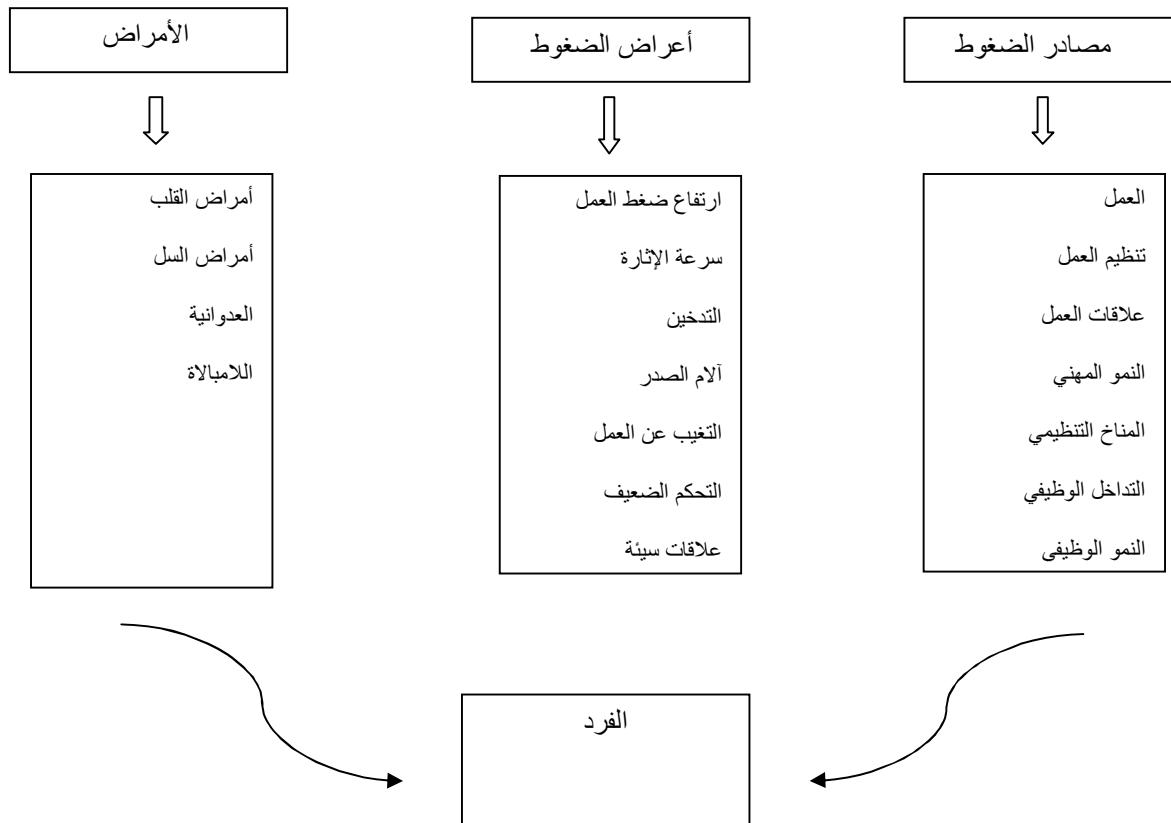 مصادر الضغوط
أعراض الضغوط
الأمراض
العمل
تنظيم العمل
علاقات العمل
النمو المهني
المناخ التنظيمي
التداخل الوظيفي
النمو الوظيفى
ارتفاع ضغط العمل
سرعة الإثارة
التدخين
آلام الصدر
التغيب عن العمل
التحكم الضعيف
علاقات سيئة
أمراض القلب
أمراض السل
العدوانية
اللامبالاة
الفرد